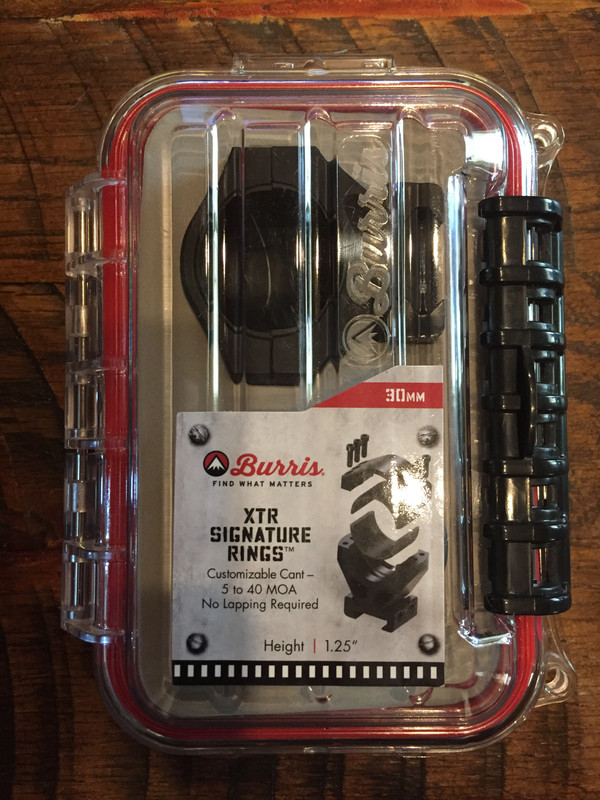 Burris
30MM
Burris®
FIND WHAT MATTERS
XTR
SIGNATURE
RINGS™
Customizable Cant –
5 to 40 MOA
No Lapping Required
Height | 1.25"